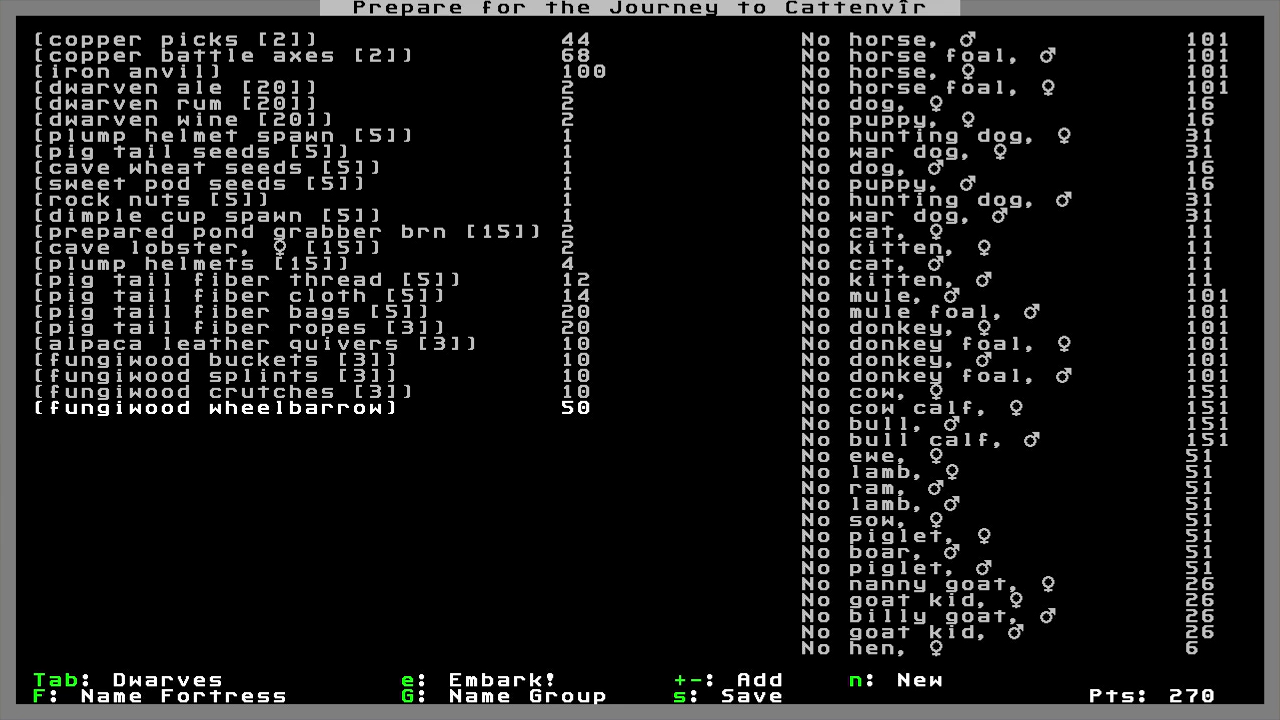 Prepare for the Journey to Cattenvîr
(copper picks [2]) 44 No horse, ♂ 101
(copper battle axes [2]) 68 No horse foal, ♂ 101
(iron anvil) 100 No horse, ♀ 101
(dwarven ale [20]) 2 No horse foal, ♀ 101
(dwarven rum [20]) 2 No dog, ♀ 16
(dwarven wine [20]) 2 No puppy, ♀ 16
(plump helmet spawn [5]) 1 No hunting dog, ♀ 31
(pig tail seeds [5]) 1 No war dog, ♀ 31
(cave wheat seeds [5]) 1 No dog, ♂ 16
(sweet pod seeds [5]) 1 No puppy, ♂ 16
(rock nuts [5]) 1 No hunting dog, ♂ 31
(dimple cup spawn [5]) 1 No war dog, ♂ 31
(prepared pond grabber brn [15]) 2 No cat, ♀ 11
(cave lobster, ♀ [15]) 2 No kitten, ♀ 11
(plump helmets [15]) 4 No cat, ♂ 11
(pig tail fiber thread [5]) 12 No kitten, ♂ 11
(pig tail fiber cloth [5]) 14 No mule, ♂ 101
(pig tail fiber bags [5]) 20 No mule foal, ♂ 101
(pig tail fiber ropes [3]) 20 No donkey, ♀ 101
(alpaca leather quivers [3]) 10 No donkey foal, ♀ 101
(fungiwood buckets [3]) 10 No donkey, ♂ 101
(fungiwood splints [3]) 10 No donkey foal, ♂ 101
(fungiwood crutches [3]) 10 No cow, ♀ 151
(fungiwood wheelbarrow) 50 No cow calf, ♀ 151
No bull, ♂ 151
No bull calf, ♂ 151
No ewe, ♀ 51
No lamb, ♀ 51
No ram, ♂ 51
No lamb, ♂ 51
No sow, ♀ 51
No piglet, ♀ 51
No boar, ♂ 51
No piglet, ♂ 51
No nanny goat, ♀ 26
No goat kid, ♀ 26
No billy goat, ♂ 26
No goat kid, ♂ 26
No hen, ♀ 6
Tab: Dwarves e: Embark! +-: Add n: New
F: Name Fortress G: Name Group s: Save Pts: 270